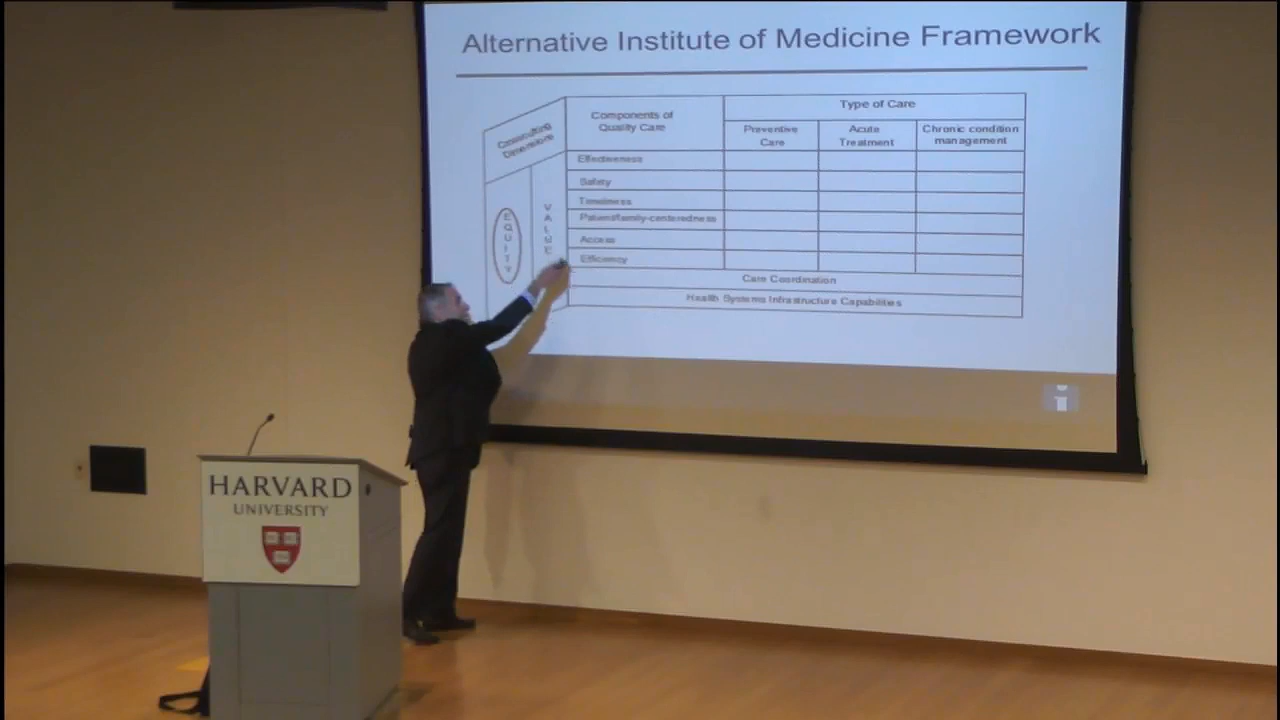 Alternative Institute of Medicine Framework
Crosscutting
Dimensions
Components of
Quality Care
Type of Care
Preventive
Care
Acute
Treatment
Chronic condition
management
Effectiveness
Safety
Timeliness
Patient/family-centeredness
Access
Efficiency
EQUITY
VALUE
Care Coordination
Health Systems Infrastructure Capabilities
i
HARVARD
UNIVERSITY